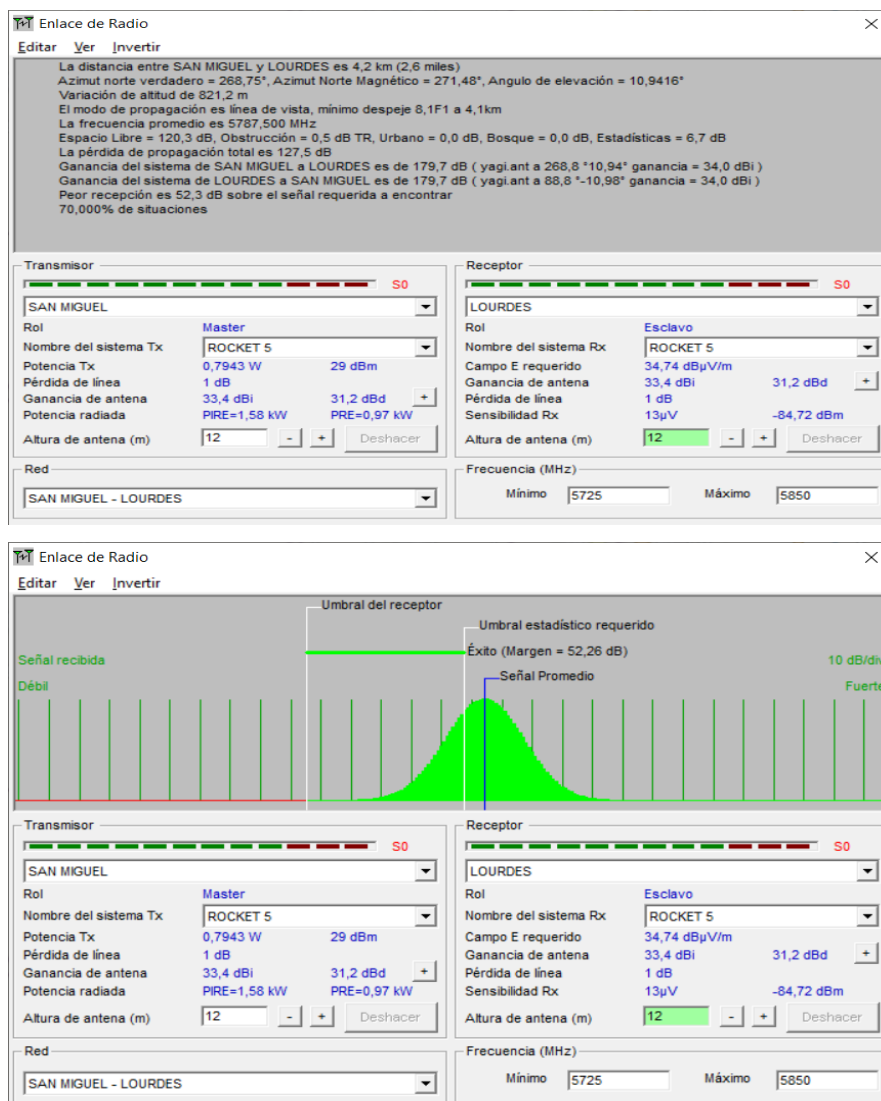 Enlace de Radio
Editar Ver Invertir
La distancia entre SAN MIGUEL y LOURDES es 4,2 km (2,6 miles)
Azimut norte verdadero = 268,75°, Azimut Norte Magnético = 271,48°, Angulo de elevación = 10,9416°
Variación de altitud de 821,2 m
El modo de propagación es línea de vista, mínimo despeje 8,1F1 a 4,1km
La frecuencia promedio es 5787,500 MHz
Espacio Libre = 120,3 dB, Obstrucción = 0,5 dB TR, Urbano = 0,0 dB, Bosque = 0,0 dB, Estadísticas = 6,7 dB
La pérdida de propagación total es 127,5 dB
Ganancia del sistema de SAN MIGUEL a LOURDES es de 179,7 dB ( yagi.ant a 268,8 °10,94° ganancia = 34,0 dBi )
Ganancia del sistema de LOURDES a SAN MIGUEL es de 179,7 dB ( yagi.ant a 88,8 °-10,98° ganancia = 34,0 dBi )
Peor recepción es 52,3 dB sobre el señal requerida a encontrar
70,000% de situaciones
Transmisor
S0
SAN MIGUEL
Rol Master
Nombre del sistema Tx ROCKET 5
Potencia Tx 0,7943 W 29 dBm
Pérdida de línea 1 dB
Ganancia de antena 33,4 dBi 31,2 dBd +
Potencia radiada PIRE=1,58 kW PRE=0,97 kW
Altura de antena (m) 12 - + Deshacer
Receptor
S0
LOURDES
Rol Esclavo
Nombre del sistema Rx ROCKET 5
Campo E requerido 34,74 dBµV/m
Ganancia de antena 33,4 dBi 31,2 dBd +
Pérdida de línea 1 dB
Sensibilidad Rx 13µV -84,72 dBm
Altura de antena (m) 12 - + Deshacer
Red
SAN MIGUEL - LOURDES
Frecuencia (MHz)
Mínimo 5725 Máximo 5850
Enlace de Radio
Editar Ver Invertir
Umbral del receptor
Umbral estadístico requerido
Señal recibida Éxito (Margen = 52,26 dB) 10 dB/div
Señal Promedio
Débil Fuerte
Transmisor
S0
SAN MIGUEL
Rol Master
Nombre del sistema Tx ROCKET 5
Potencia Tx 0,7943 W 29 dBm
Pérdida de línea 1 dB
Ganancia de antena 33,4 dBi 31,2 dBd +
Potencia radiada PIRE=1,58 kW PRE=0,97 kW
Altura de antena (m) 12 - + Deshacer
Receptor
S0
LOURDES
Rol Esclavo
Nombre del sistema Rx ROCKET 5
Campo E requerido 34,74 dBµV/m
Ganancia de antena 33,4 dBi 31,2 dBd +
Pérdida de línea 1 dB
Sensibilidad Rx 13µV -84,72 dBm
Altura de antena (m) 12 - + Deshacer
Red
SAN MIGUEL - LOURDES
Frecuencia (MHz)
Mínimo 5725 Máximo 5850